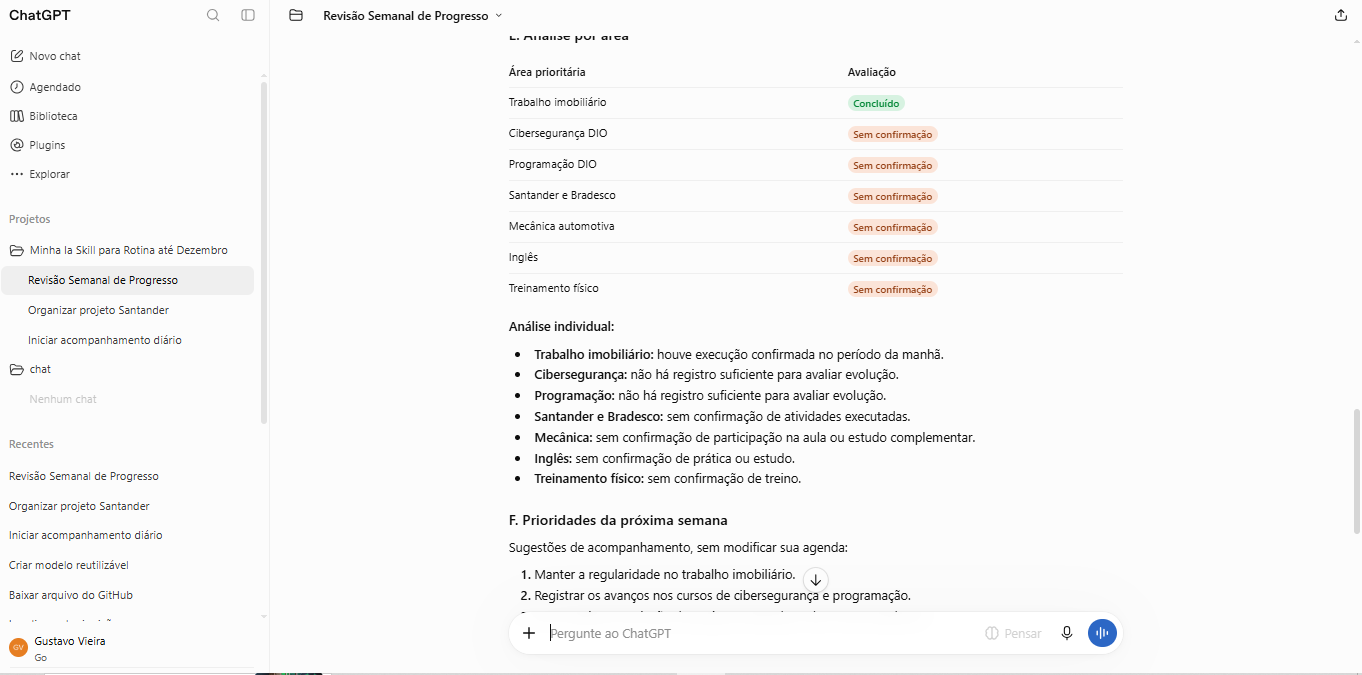 ChatGPT
Novo chat
Agendado
Biblioteca
Plugins
Explorar
Projetos
Minha Ia Skill para Rotina até Dezembro
Revisão Semanal de Progresso
Organizar projeto Santander
Iniciar acompanhamento diário
chat
Nenhum chat
Recentes
Revisão Semanal de Progresso
Organizar projeto Santander
Iniciar acompanhamento diário
Criar modelo reutilizável
Baixar arquivo do GitHub
GV
Gustavo Vieira
Go
Revisão Semanal de Progresso
E. Análise por área
Área prioritária Avaliação
Trabalho imobiliário Concluído
Cibersegurança DIO Sem confirmação
Programação DIO Sem confirmação
Santander e Bradesco Sem confirmação
Mecânica automotiva Sem confirmação
Inglês Sem confirmação
Treinamento físico Sem confirmação
Análise individual:
• Trabalho imobiliário: houve execução confirmada no período da manhã.
• Cibersegurança: não há registro suficiente para avaliar evolução.
• Programação: não há registro suficiente para avaliar evolução.
• Santander e Bradesco: sem confirmação de atividades executadas.
• Mecânica: sem confirmação de participação na aula ou estudo complementar.
• Inglês: sem confirmação de prática ou estudo.
• Treinamento físico: sem confirmação de treino.
F. Prioridades da próxima semana
Sugestões de acompanhamento, sem modificar sua agenda:
1. Manter a regularidade no trabalho imobiliário.
2. Registrar os avanços nos cursos de cibersegurança e programação.
Pergunte ao ChatGPT
Pensar